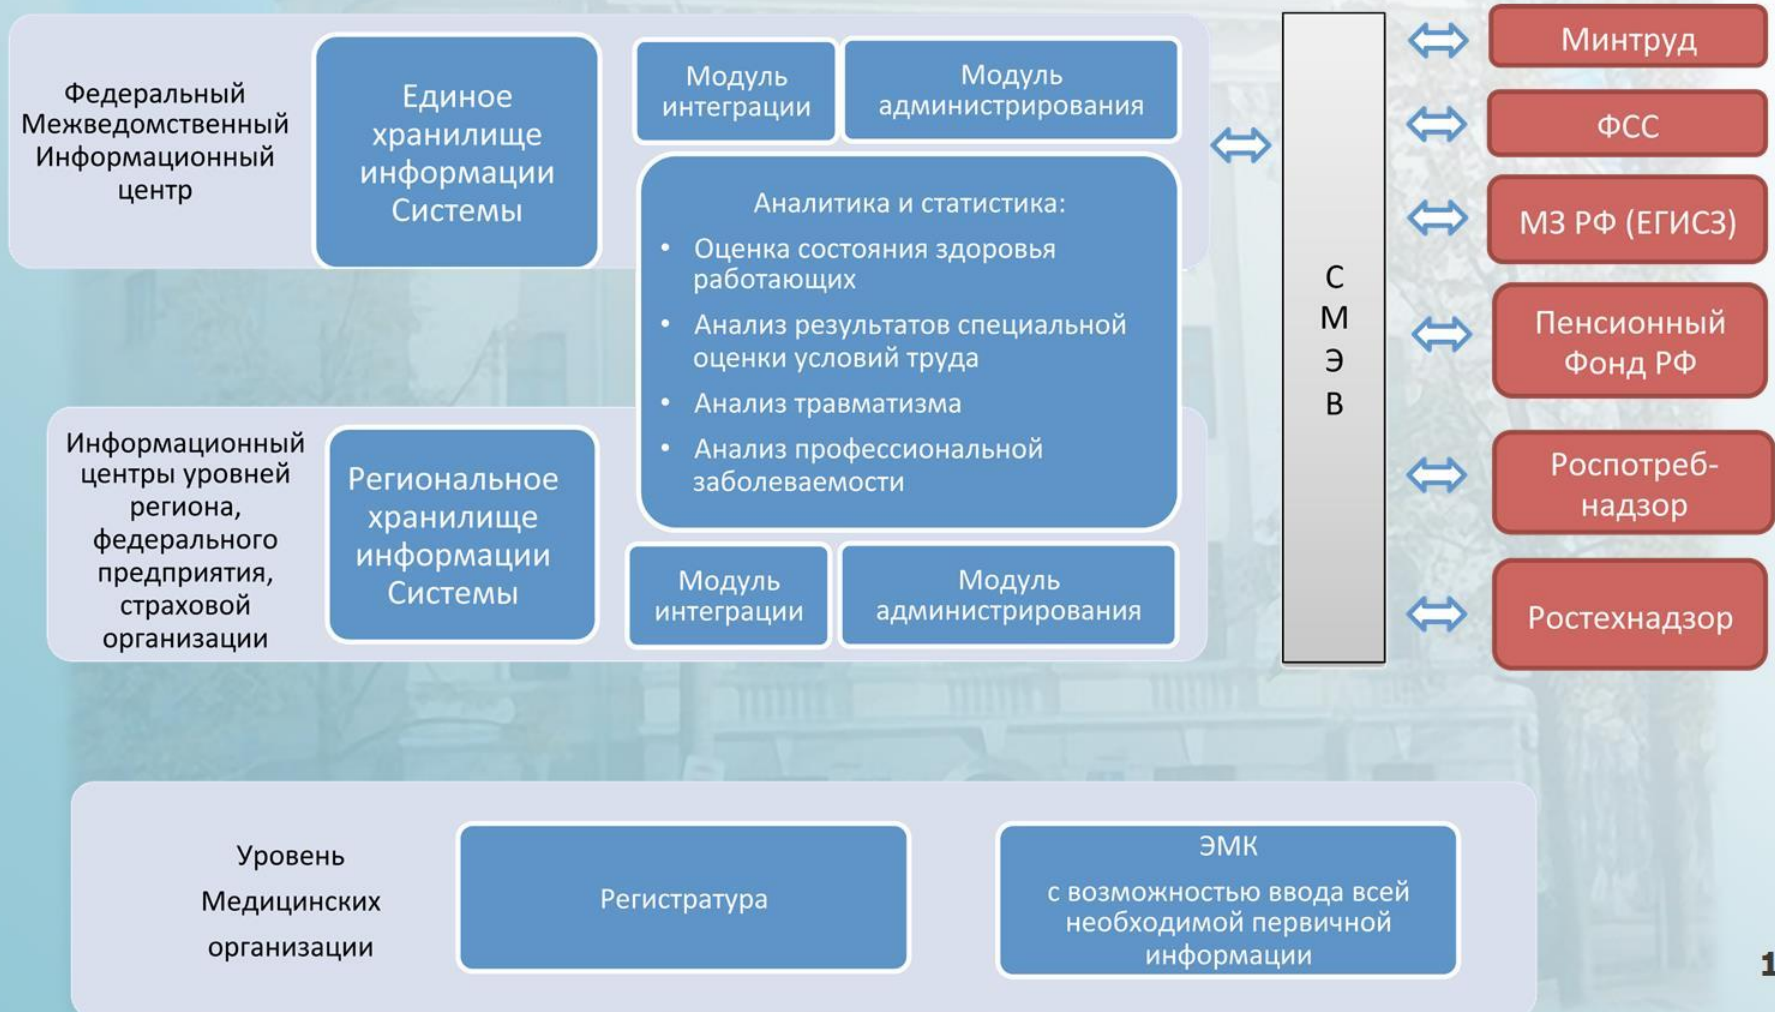 Федеральный
Межведомственный
Информационный
центр
Единое
хранилище
информации
Системы
Модуль
интеграции
Модуль
администрирования
Аналитика и статистика:
• Оценка состояния здоровья
работающих
• Анализ результатов специальной
оценки условий труда
• Анализ травматизма
• Анализ профессиональной
заболеваемости
Информационный
центры уровней
региона,
федерального
предприятия,
страховой
организации
Региональное
хранилище
информации
Системы
Модуль
интеграции
Модуль
администрирования
С
М
Э
В
Минтруд
ФСС
МЗ РФ (ЕГИСЗ)
Пенсионный
Фонд РФ
Роспотреб-
надзор
Ростехнадзор
Уровень
Медицинских
организации
Регистратура
ЭМК
с возможностью ввода всей
необходимой первичной
информации
1